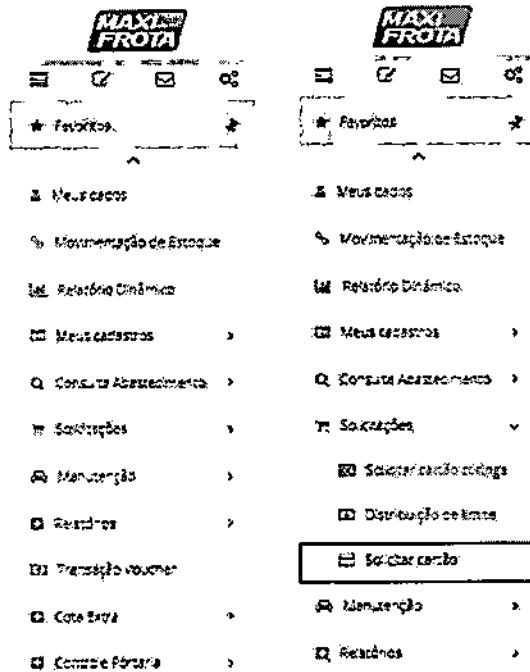 MAXI
FROTA
Favoritos
Meus dados
Movimentação de Estoque
Relatório Dinâmico
Meus cadastros
Consulta Abastecimento
Solicitações
Manutenção
Relatórios
Transação voucher
Cota Extra
Controle Portaria
MAXI
FROTA
Favoritos
Meus dados
Movimentação de Estoque
Relatório Dinâmico
Meus cadastros
Consulta Abastecimento
Solicitações
Solicitar cartão
Distribuição de limite
Solicitar cartão
Manutenção
Relatórios